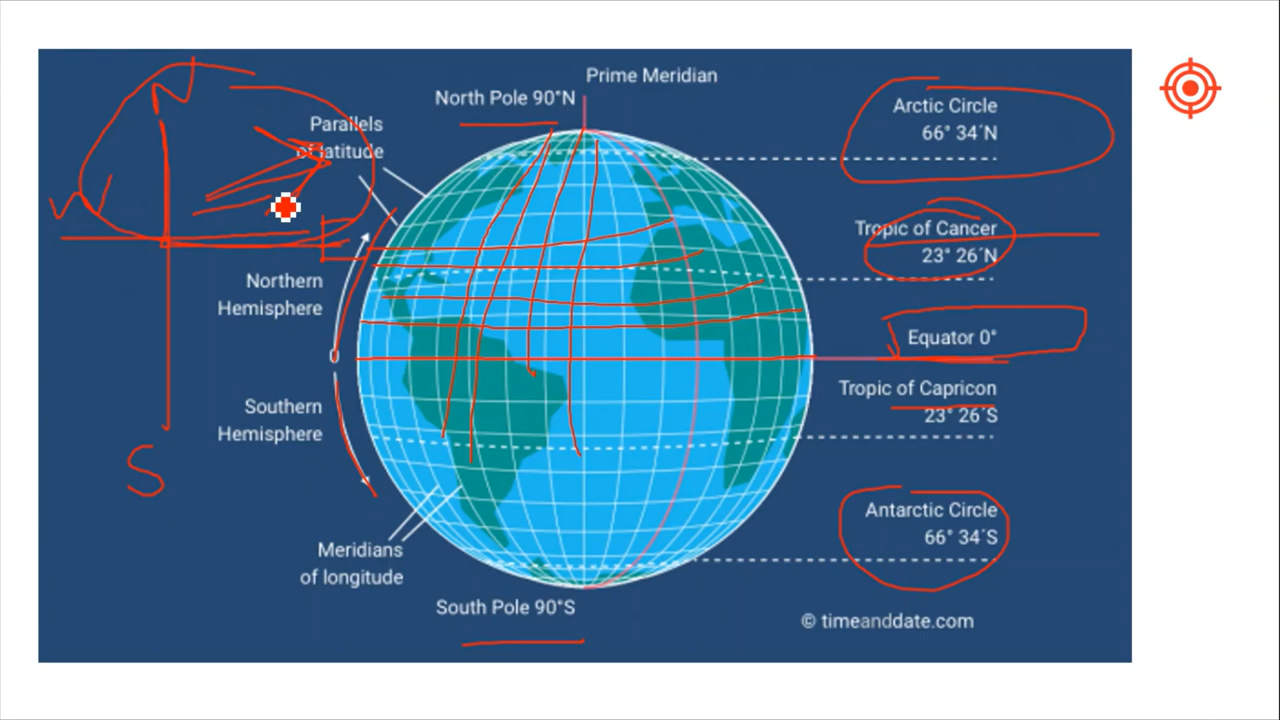 Prime Meridian
North Pole 90°N
Parallels
of latitude
N
W
E
S
Arctic Circle
66° 34´N
Tropic of Cancer
23° 26´N
Northern
Hemisphere
Equator 0°
Tropic of Capricon
23° 26´S
Southern
Hemisphere
Antarctic Circle
66° 34´S
Meridians
of longitude
South Pole 90°S
© timeanddate.com